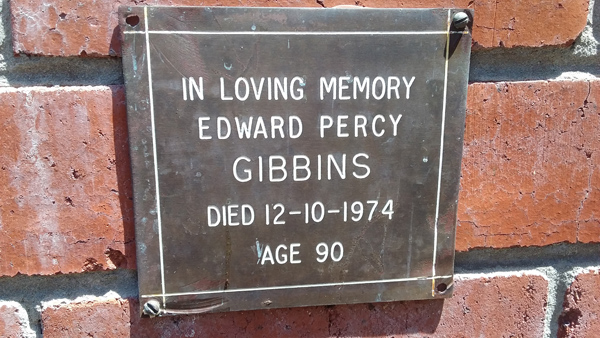 IN LOVING MEMORY
EDWARD PERCY
GIBBINS
DIED 12-10-1974
AGE 90